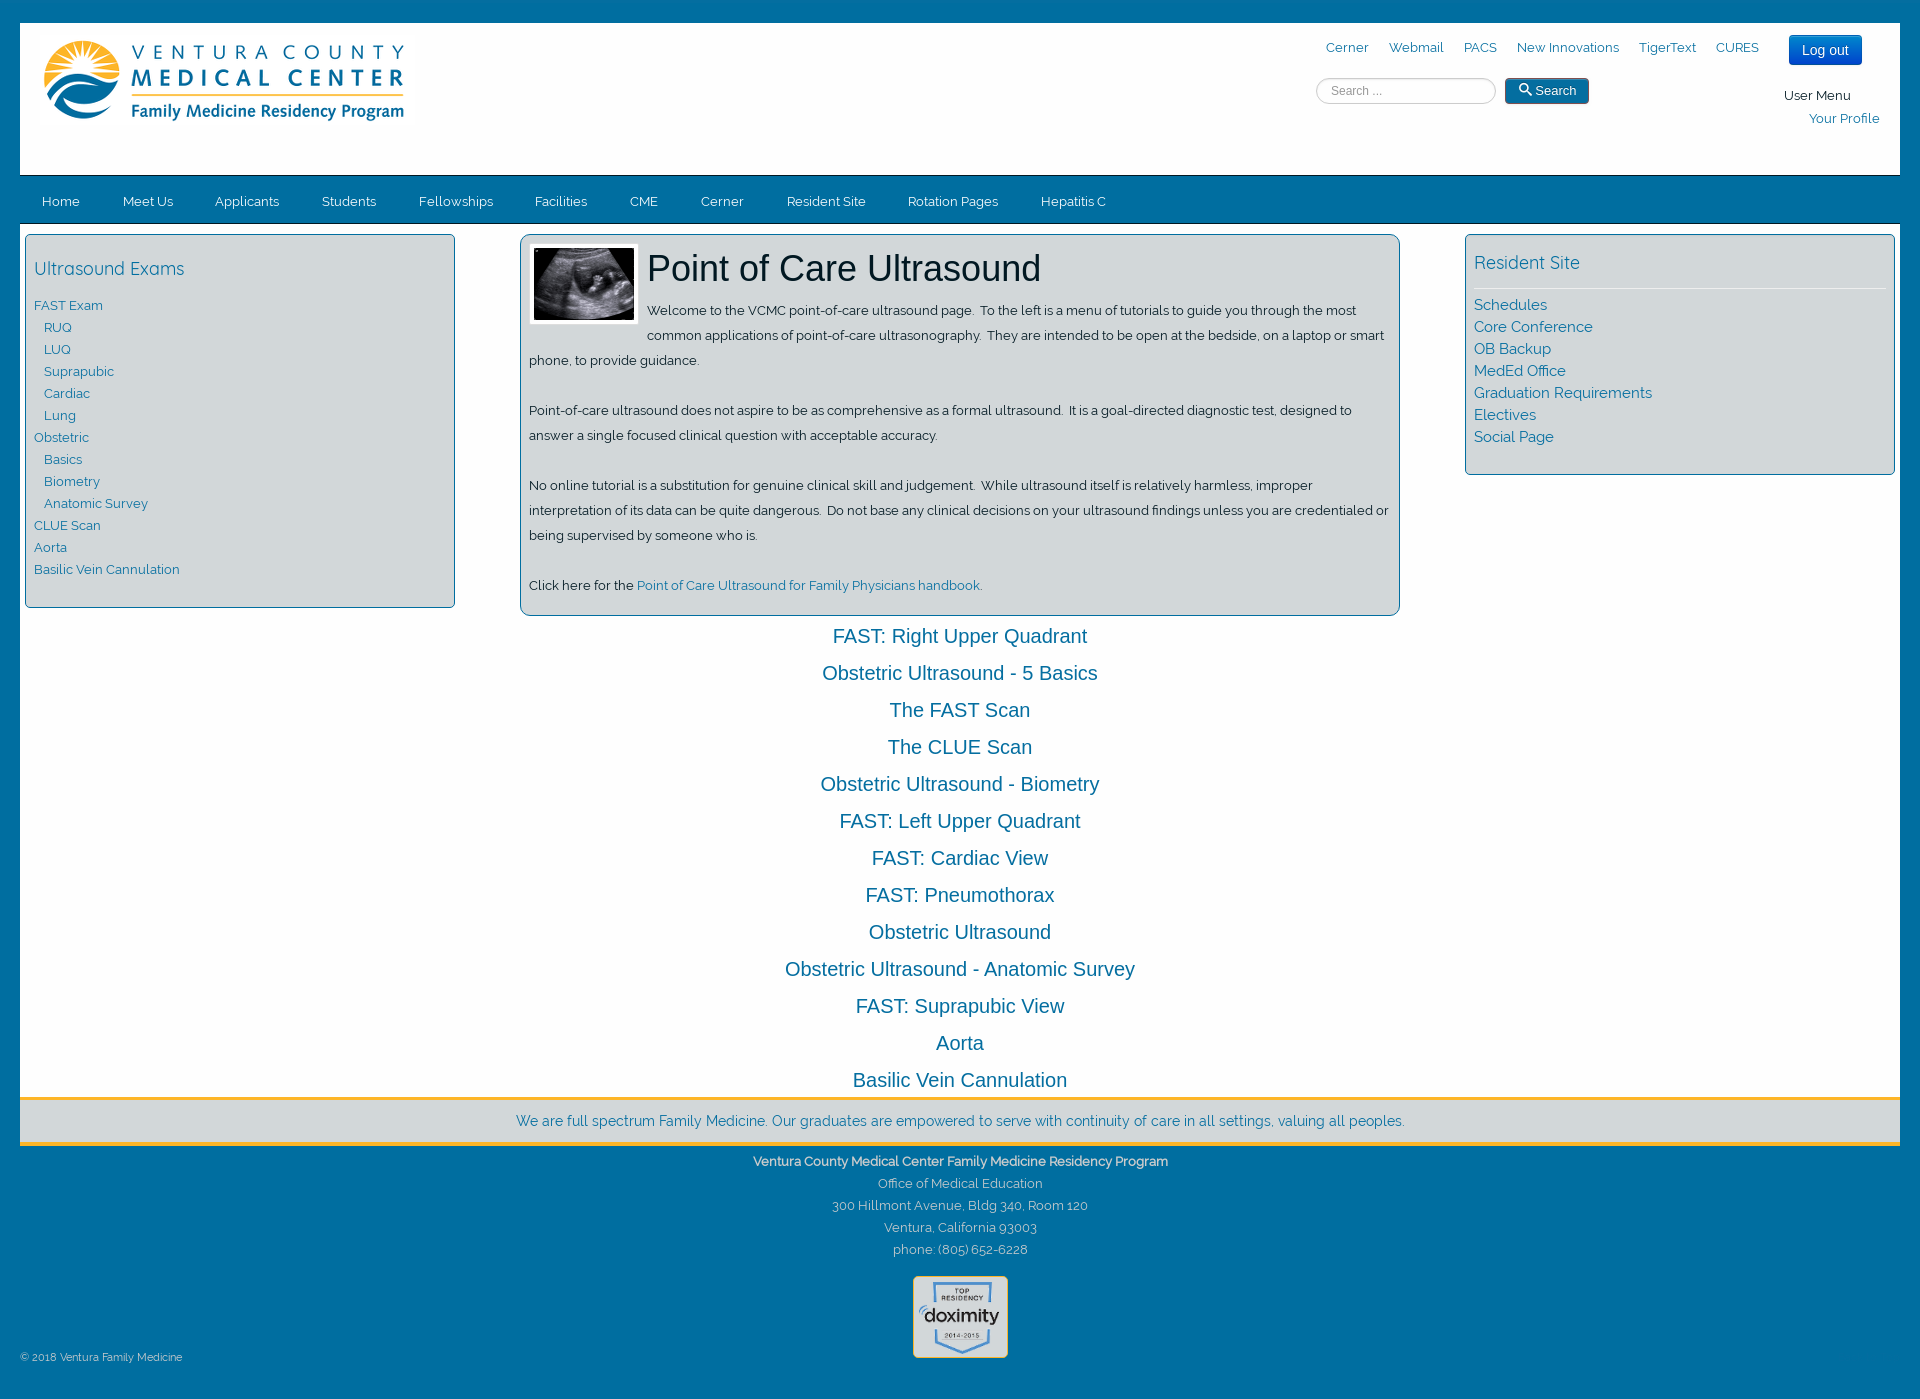 VENTURA COUNTY
MEDICAL CENTER
Family Medicine Residency Program
Cerner Webmail PACS New Innovations TigerText CURES
Log out
Search ...
Search
User Menu
Your Profile
Home Meet Us Applicants Students Fellowships Facilities CME Cerner Resident Site Rotation Pages Hepatitis C
Ultrasound Exams
FAST Exam
RUQ
LUQ
Suprapubic
Cardiac
Lung
Obstetric
Basics
Biometry
Anatomic Survey
CLUE Scan
Aorta
Basilic Vein Cannulation
Point of Care Ultrasound
Welcome to the VCMC point-of-care ultrasound page. To the left is a menu of tutorials to guide you through the most
common applications of point-of-care ultrasonography. They are intended to be open at the bedside, on a laptop or smart
phone, to provide guidance.
Point-of-care ultrasound does not aspire to be as comprehensive as a formal ultrasound. It is a goal-directed diagnostic test, designed to
answer a single focused clinical question with acceptable accuracy.
No online tutorial is a substitution for genuine clinical skill and judgement. While ultrasound itself is relatively harmless, improper
interpretation of its data can be quite dangerous. Do not base any clinical decisions on your ultrasound findings unless you are credentialed or
being supervised by someone who is.
Click here for the Point of Care Ultrasound for Family Physicians handbook.
Resident Site
Schedules
Core Conference
OB Backup
MedEd Office
Graduation Requirements
Electives
Social Page
FAST: Right Upper Quadrant
Obstetric Ultrasound - 5 Basics
The FAST Scan
The CLUE Scan
Obstetric Ultrasound - Biometry
FAST: Left Upper Quadrant
FAST: Cardiac View
FAST: Pneumothorax
Obstetric Ultrasound
Obstetric Ultrasound - Anatomic Survey
FAST: Suprapubic View
Aorta
Basilic Vein Cannulation
We are full spectrum Family Medicine. Our graduates are empowered to serve with continuity of care in all settings, valuing all peoples.
Ventura County Medical Center Family Medicine Residency Program
Office of Medical Education
300 Hillmont Avenue, Bldg 340, Room 120
Ventura, California 93003
phone: (805) 652-6228
TOP
RESIDENCY
doximity
2014-2015
© 2018 Ventura Family Medicine